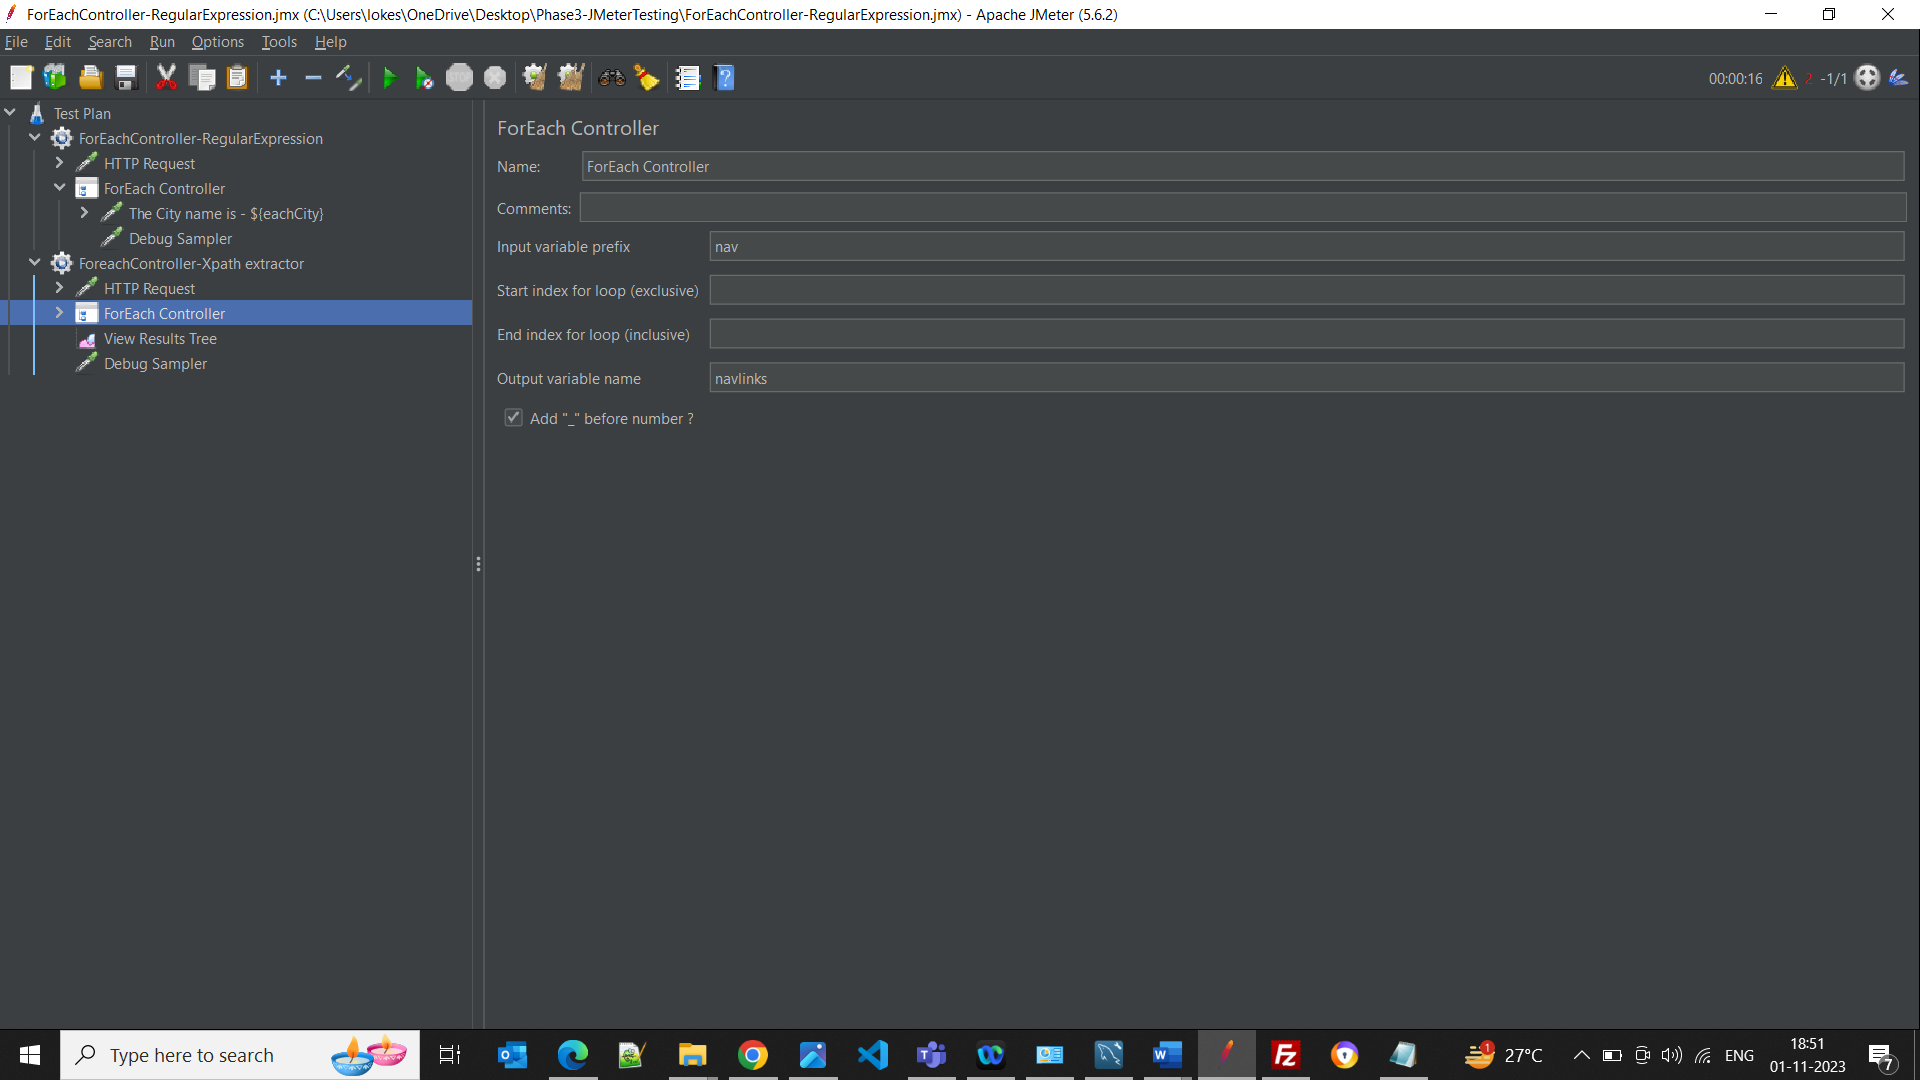 ForEachController-RegularExpression.jmx (C:\Users\lokes\OneDrive\Desktop\Phase3-JMeterTesting\ForEachController-RegularExpression.jmx) - Apache JMeter (5.6.2)
File Edit Search Run Options Tools Help
STOP
00:00:16 2 -1/1
Test Plan
ForEachController-RegularExpression
HTTP Request
ForEach Controller
The City name is - ${eachCity}
Debug Sampler
ForeachController-Xpath extractor
HTTP Request
ForEach Controller
View Results Tree
Debug Sampler
ForEach Controller
Name: ForEach Controller
Comments:
Input variable prefix nav
Start index for loop (exclusive)
End index for loop (inclusive)
Output variable name navlinks
Add "_" before number ?
Type here to search
1 27°C
ENG
18:51
01-11-2023
7